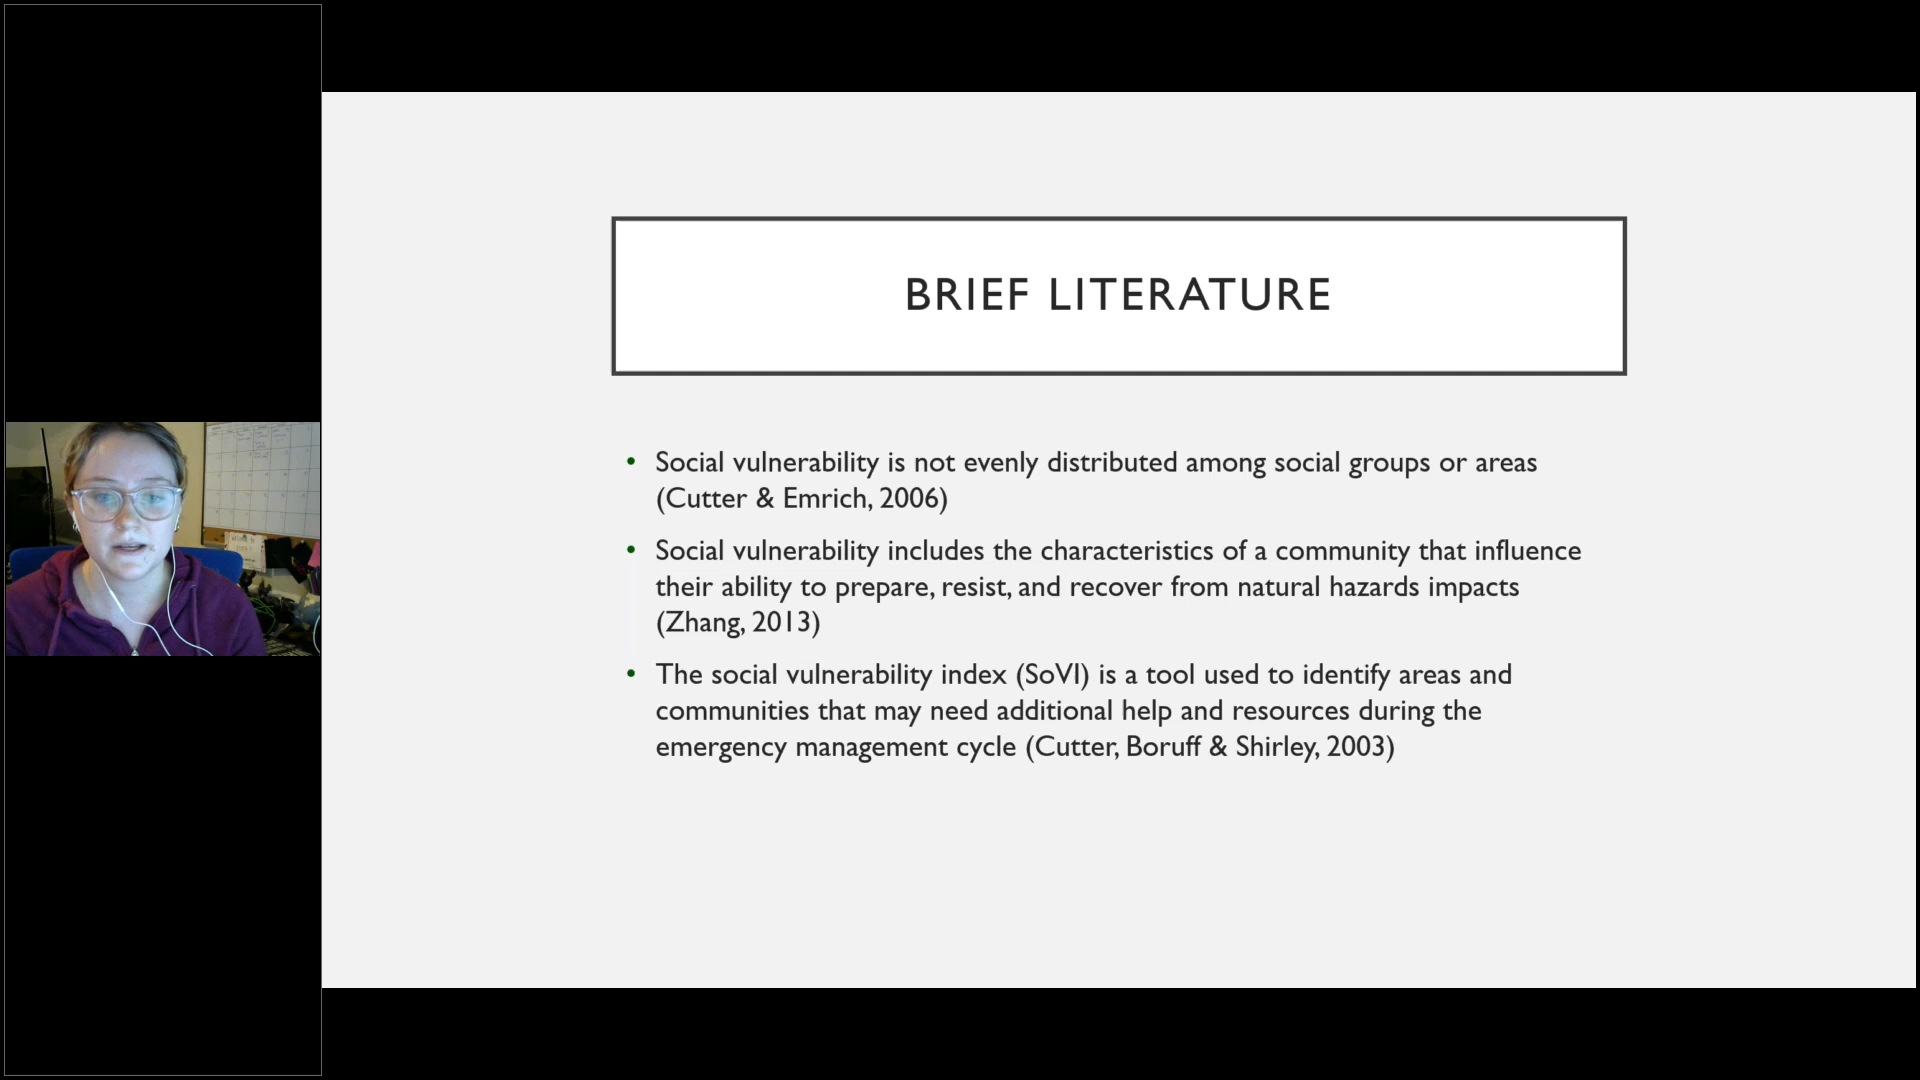 BRIEF LITERATURE
• Social vulnerability is not evenly distributed among social groups or areas
(Cutter & Emrich, 2006)
• Social vulnerability includes the characteristics of a community that influence
their ability to prepare, resist, and recover from natural hazards impacts
(Zhang, 2013)
• The social vulnerability index (SoVI) is a tool used to identify areas and
communities that may need additional help and resources during the
emergency management cycle (Cutter, Boruff & Shirley, 2003)